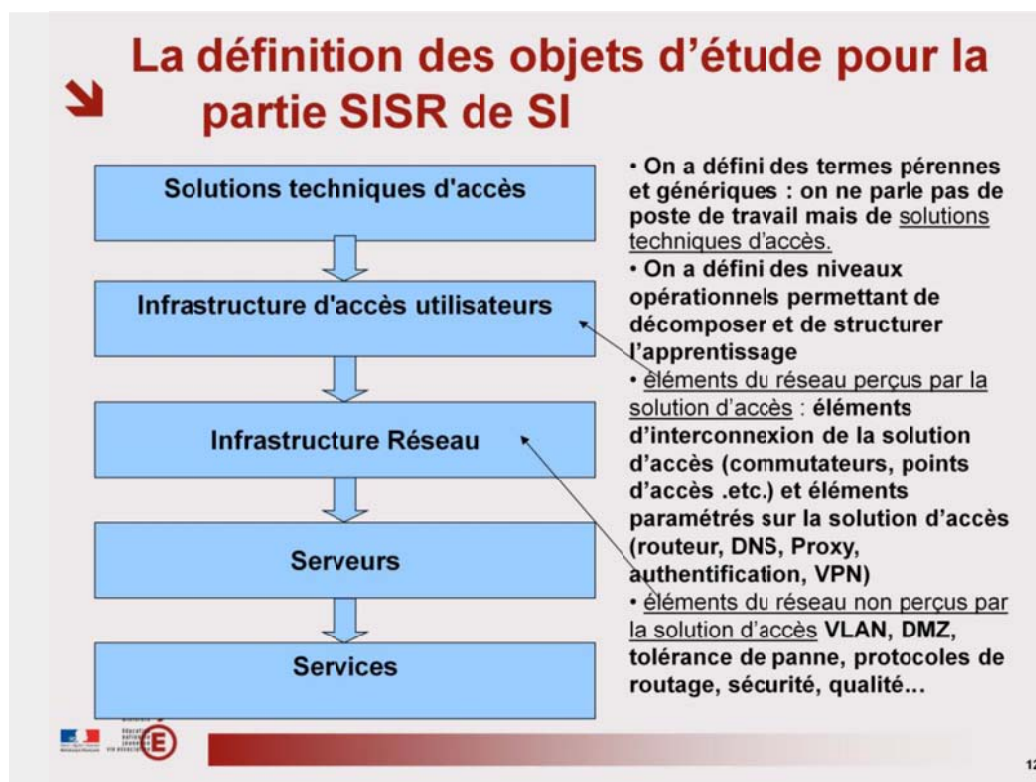 La définition des objets d'étude pour la
partie SISR de SI
Solutions techniques d'accès
Infrastructure d'accès utilisateurs
Infrastructure Réseau
Serveurs
Services
• On a défini des termes pérennes
et génériques : on ne parle pas de
poste de travail mais de solutions
techniques d'accès.
• On a défini des niveaux
opérationnels permettant de
décomposer et de structurer
l'apprentissage
• éléments du réseau perçus par la
solution d'accès : éléments
d'interconnexion de la solution
d'accès (commutateurs, points
d'accès .etc.) et éléments
paramétrés sur la solution d'accès
(routeur, DNS, Proxy,
authentification, VPN)
• éléments du réseau non perçus par
la solution d'accès VLAN, DMZ,
tolérance de panne, protocoles de
routage, sécurité, qualité...
éducation
nationale
jeunesse
vie associative
É